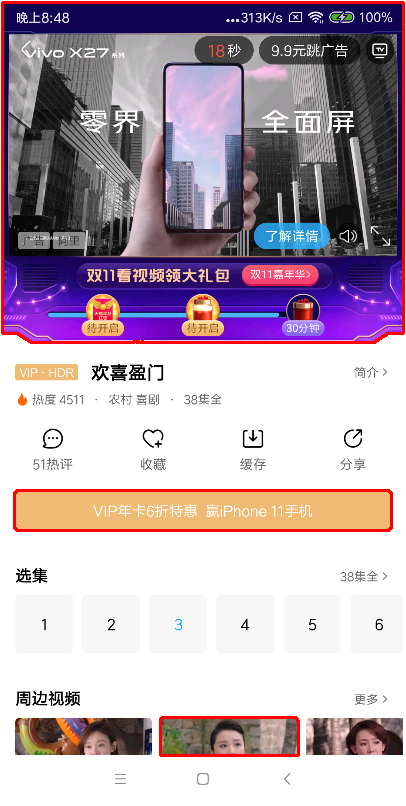 晚上8:48
...313K/s
100%
vivo X27系列
18秒
9.9元跳广告
TV
零界
全面屏
广告
阿里
了解详情
双11看视频领大礼包
双11嘉年华>
待开启
待开启
30分钟
VIP·HDR
欢喜盈门
简介>
热度 4511 · 农村 喜剧 · 38集全
51热评
收藏
缓存
分享
VIP年卡6折特惠 赢iPhone 11手机
选集
38集全>
1
2
3
4
5
6
周边视频
更多>